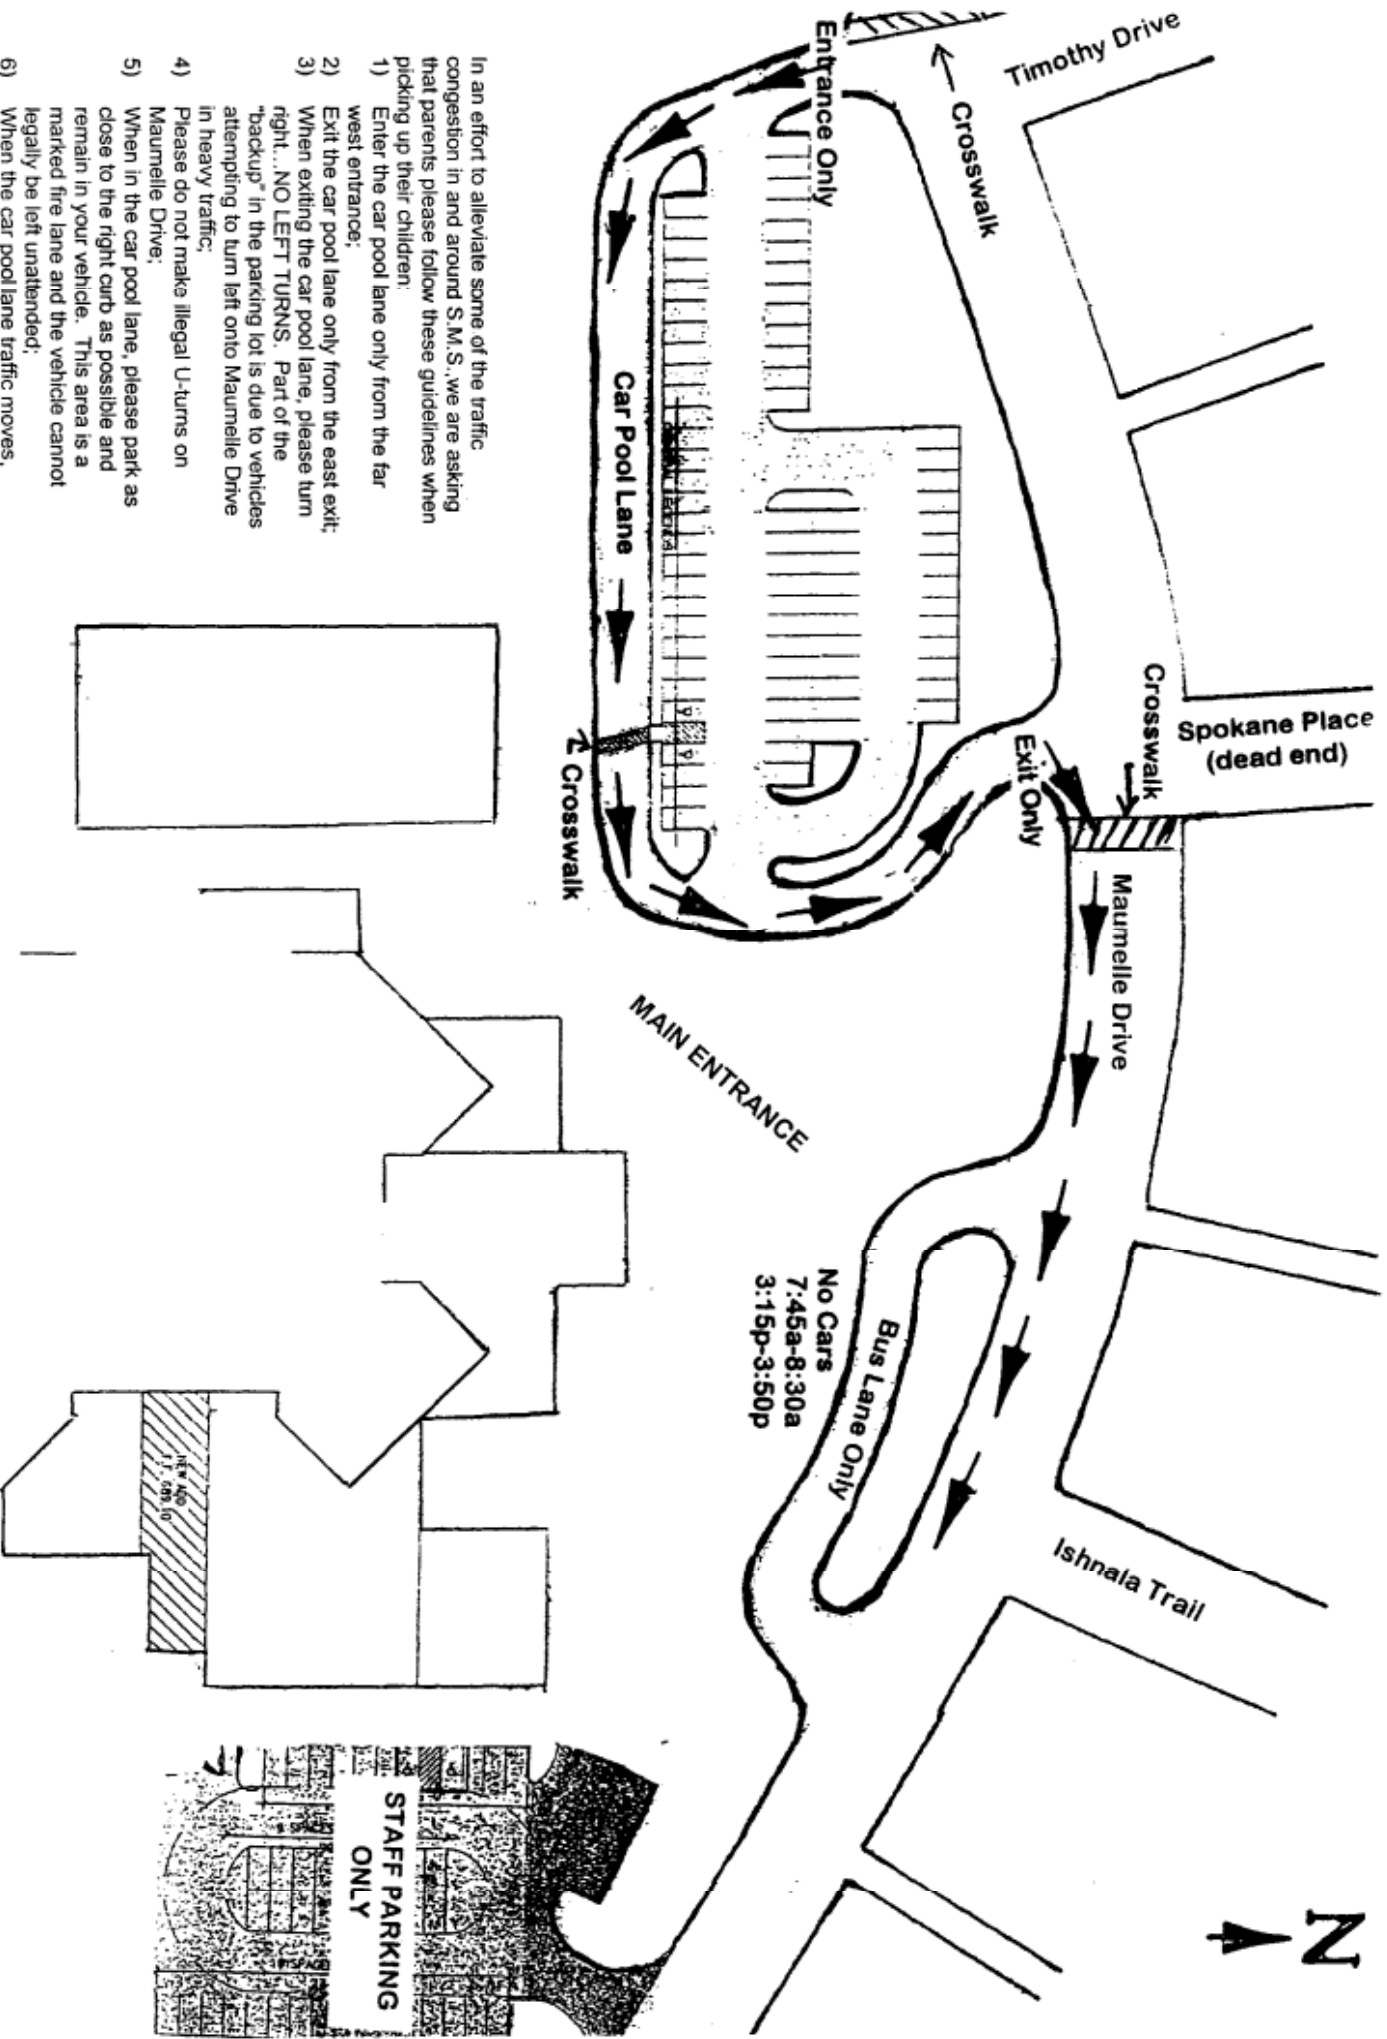 Timothy Drive
Crosswalk
Entrance Only
Car Pool Lane
Crosswalk
Spokane Place
(dead end)
Crosswalk
Exit Only
Maumelle Drive
MAIN ENTRANCE
No Cars
7:45a-8:30a
3:15p-3:50p
Bus Lane Only
Ishnala Trail
N
STAFF PARKING
ONLY
NEW ADD
In an effort to alleviate some of the traffic
congestion in and around S.M.S.,we are asking
that parents please follow these guidelines when
picking up their children:
1) Enter the car pool lane only from the far
west entrance;
2) Exit the car pool lane only from the east exit;
3) When exiting the car pool lane, please turn
right....NO LEFT TURNS. Part of the
"backup" in the parking lot is due to vehicles
attempting to turn left onto Maumelle Drive
in heavy traffic;
4) Please do not make illegal U-turns on
Maumelle Drive;
5) When in the car pool lane, please park as
close to the right curb as possible and
remain in your vehicle. This area is a
marked fire lane and the vehicle cannot
legally be left unattended;
6) When the car pool lane traffic moves,